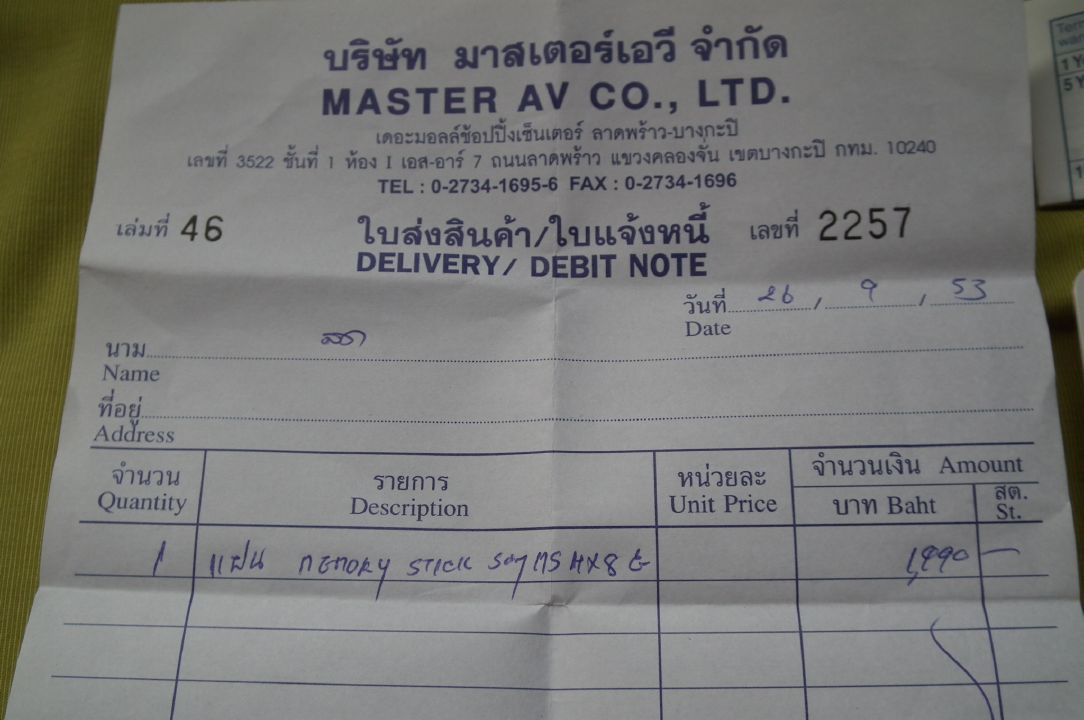 บริษัท มาสเตอร์เอวี จำกัด
MASTER AV CO., LTD.
เดอะมอลล์ช้อปปิ้งเซ็นเตอร์ ลาดพร้าว-บางกะปิ
เลขที่ 3522 ชั้นที่ 1 ห้อง I เอส-อาร์ 7 ถนนลาดพร้าว แขวงคลองจั่น เขตบางกะปิ กทม. 10240
TEL : 0-2734-1695-6 FAX : 0-2734-1696
เล่มที่ 46 ใบส่งสินค้า/ใบแจ้งหนี้ เลขที่ 2257
DELIVERY/ DEBIT NOTE
วันที่ 26 / 9 / 53
Date
นาม สด
Name
ที่อยู่
Address
จำนวน รายการ หน่วยละ จำนวนเงิน Amount
Quantity Description Unit Price บาท Baht สต. St.
1 แผ่น MEMORY STICK SONY MS HX8 G 1,990 —
1 Y
5 Y